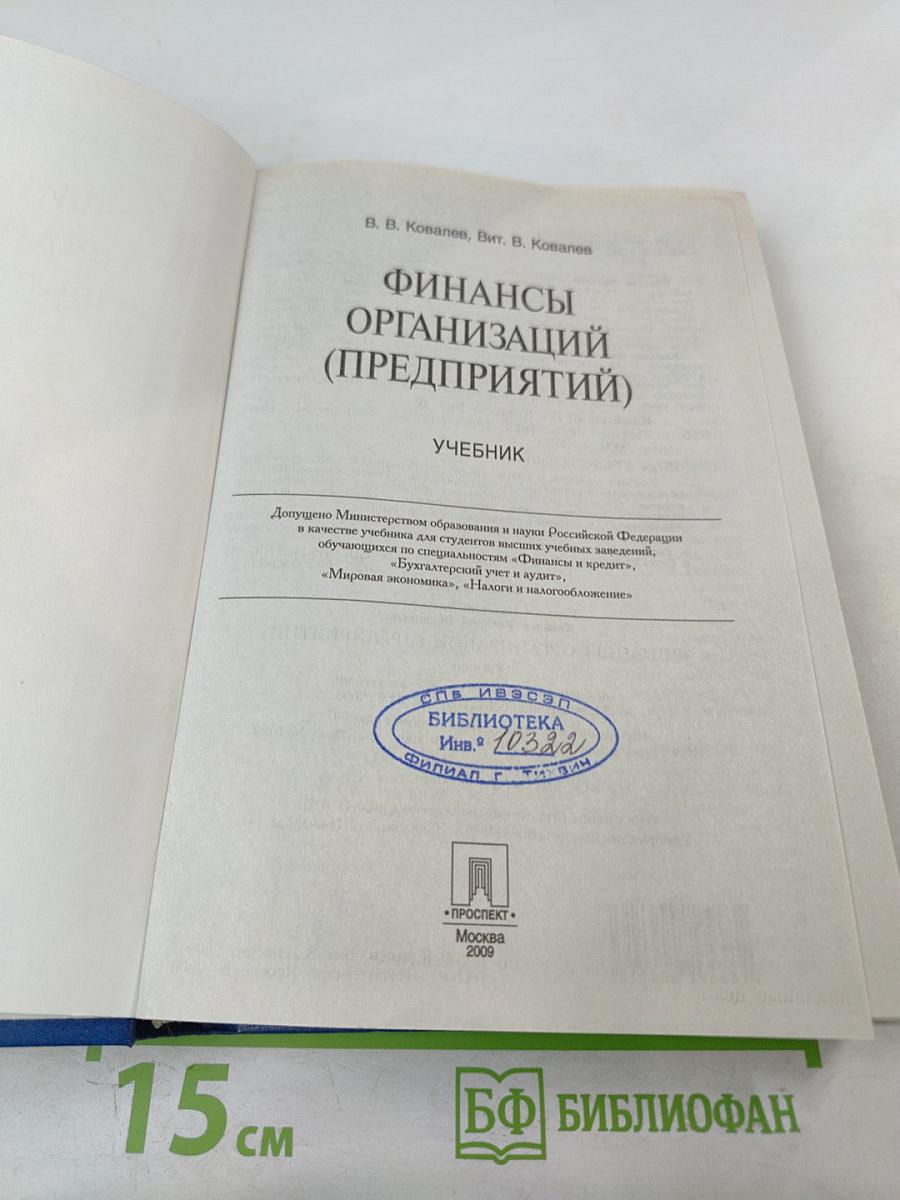 В. В. Ковалев, Вит. В. Ковалев
ФИНАНСЫ
ОРГАНИЗАЦИЙ
(ПРЕДПРИЯТИЙ)
УЧЕБНИК
Допущено Министерством образования и науки Российской Федерации
в качестве учебника для студентов высших учебных заведений,
обучающихся по специальностям «Финансы и кредит»,
«Бухгалтерский учет и аудит»,
«Мировая экономика», «Налоги и налогообложение»
СПб ИВЭСЭП
БИБЛИОТЕКА
Инв.º 10322
ФИЛИАЛ Г. ТИХВИН
• ПРОСПЕКТ •
Москва
2009
15 см
БФ БИБЛИОФАН